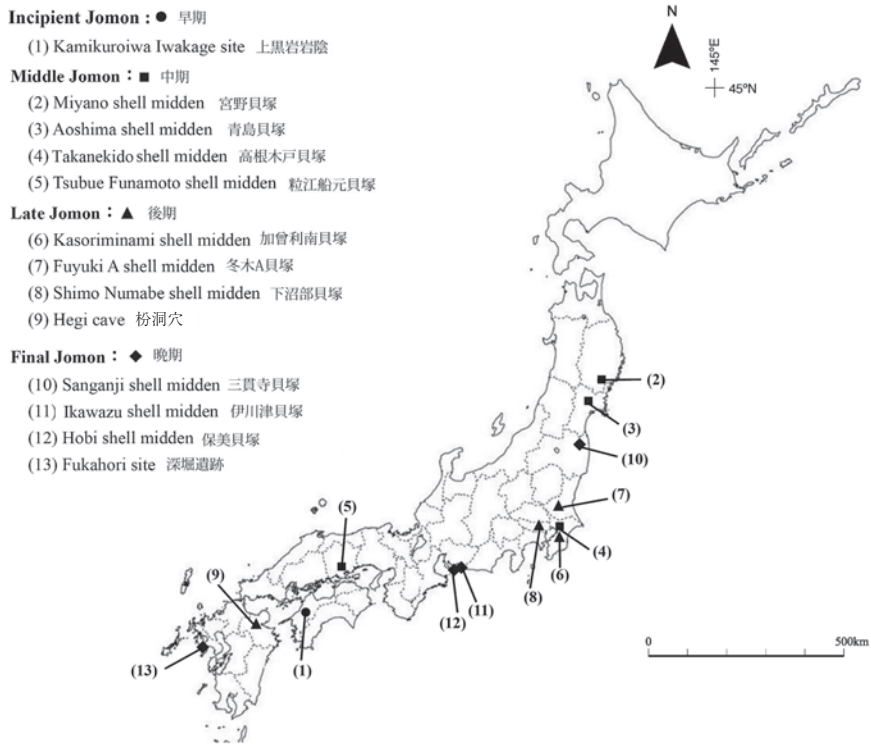 Incipient Jomon : ● 早期
(1) Kamikuroiwa Iwakage site 上黒岩岩陰
Middle Jomon：■ 中期
(2) Miyano shell midden 宮野貝塚
(3) Aoshima shell midden 青島貝塚
(4) Takanekido shell midden 高根木戸貝塚
(5) Tsubue Funamoto shell midden 粒江船元貝塚
Late Jomon：▲ 後期
(6) Kasoriminami shell midden 加曾利南貝塚
(7) Fuyuki A shell midden 冬木A貝塚
(8) Shimo Numabe shell midden 下沼部貝塚
(9) Hegi cave 枌洞穴
Final Jomon：◆ 晩期
(10) Sanganji shell midden 三貫寺貝塚
(11) Ikawazu shell midden 伊川津貝塚
(12) Hobi shell midden 保美貝塚
(13) Fukahori site 深堀遺跡
N
145ºE
45ºN
(2)
(3)
(10)
(7)
(5)
(4)
(9)
(6)
(8)
(11)
(12)
(13)
(1)
0 500km